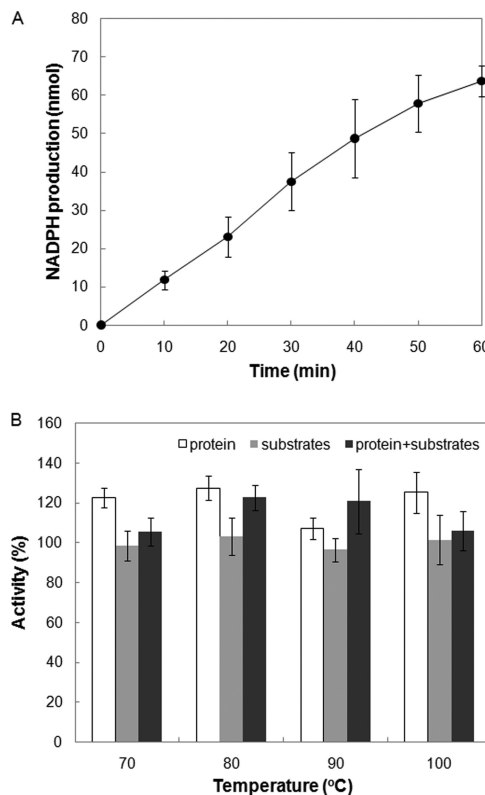 A
80
70
60
50
40
30
20
10
0
NADPH production (nmol)
0 10 20 30 40 50 60
Time (min)
B
160
140
120
100
80
60
40
20
0
Activity (%)
protein substrates protein+substrates
70 80 90 100
Temperature (oC)